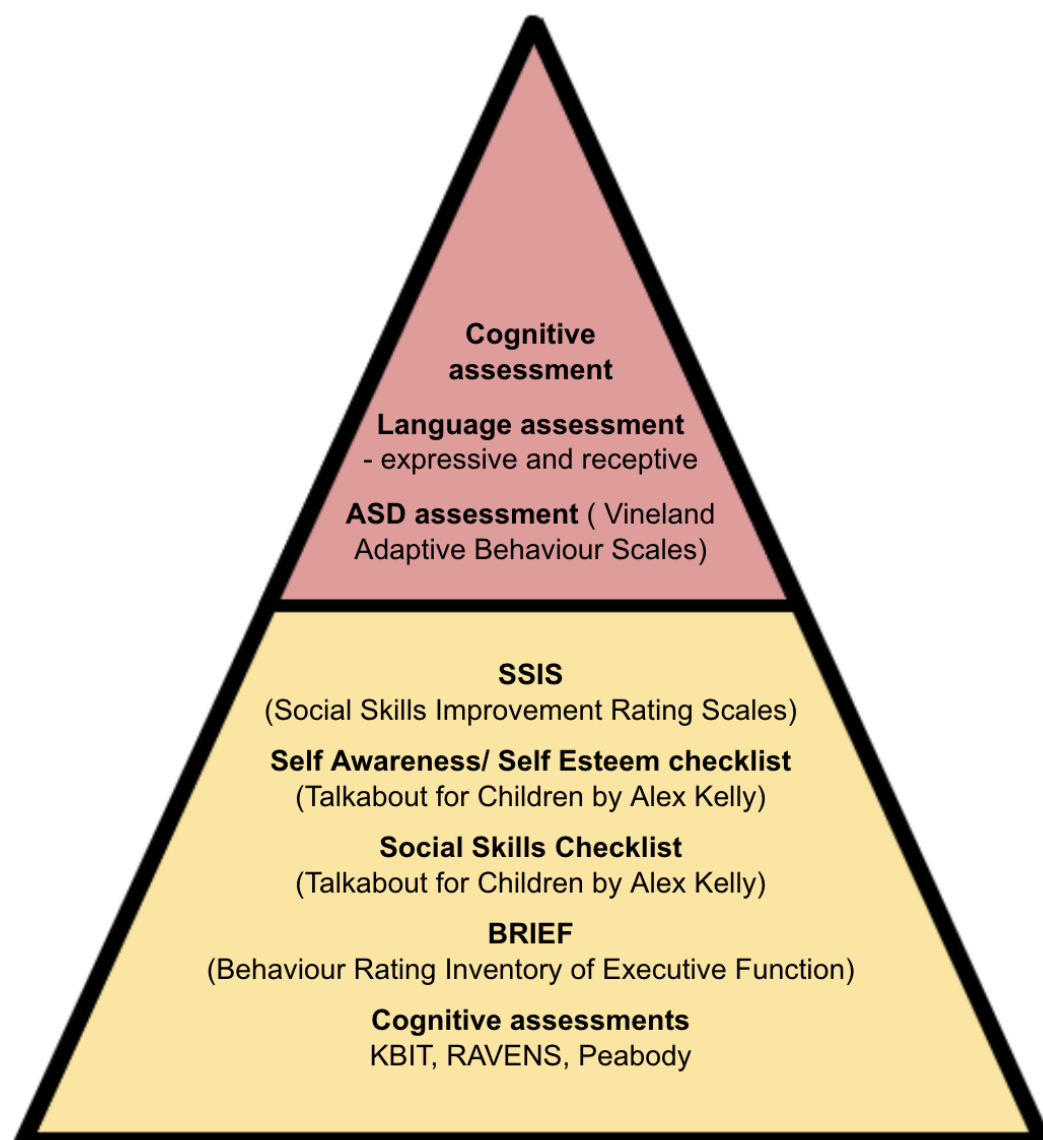 Cognitive
assessment
Language assessment
- expressive and receptive
ASD assessment ( Vineland
Adaptive Behaviour Scales)
SSIS
(Social Skills Improvement Rating Scales)
Self Awareness/ Self Esteem checklist
(Talkabout for Children by Alex Kelly)
Social Skills Checklist
(Talkabout for Children by Alex Kelly)
BRIEF
(Behaviour Rating Inventory of Executive Function)
Cognitive assessments
KBIT, RAVENS, Peabody